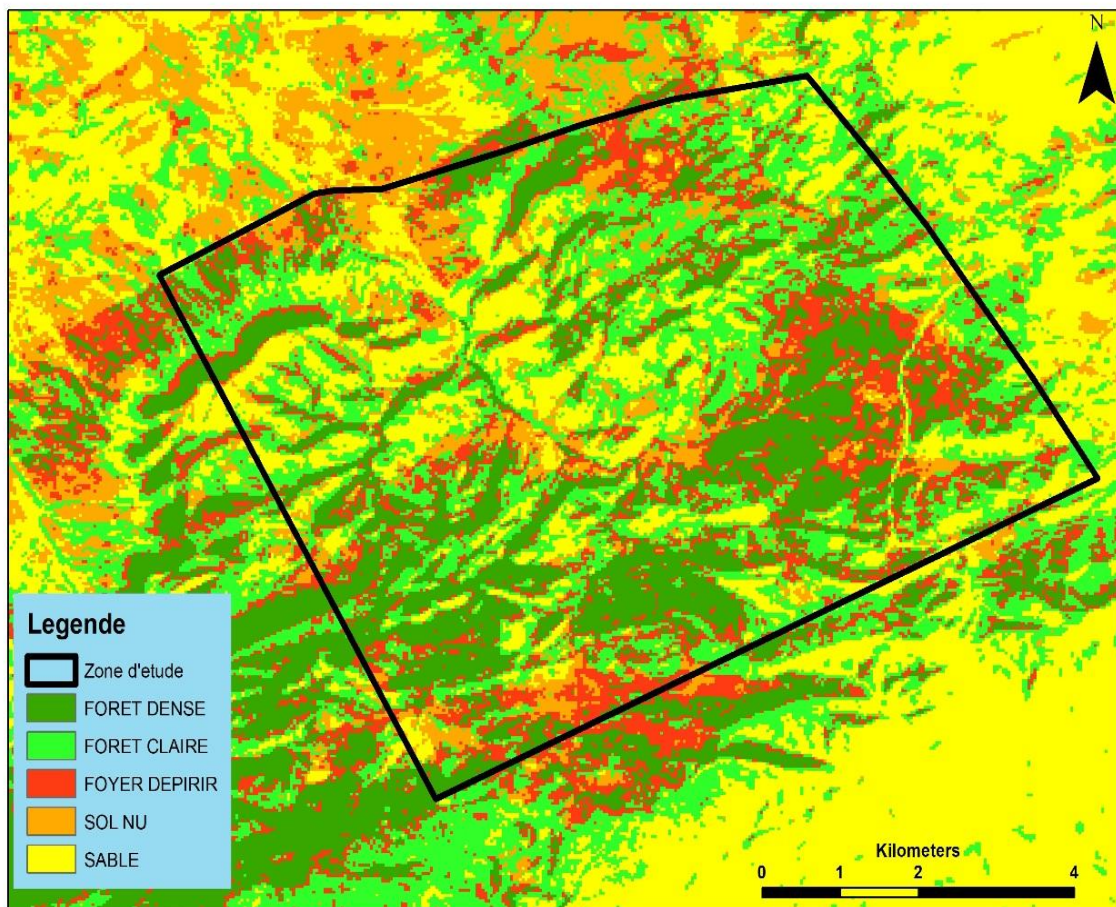 N
Legende
Zone d'etude
FORET DENSE
FORET CLAIRE
FOYER DEPIRIR
SOL NU
SABLE
Kilometers
0 1 2 4